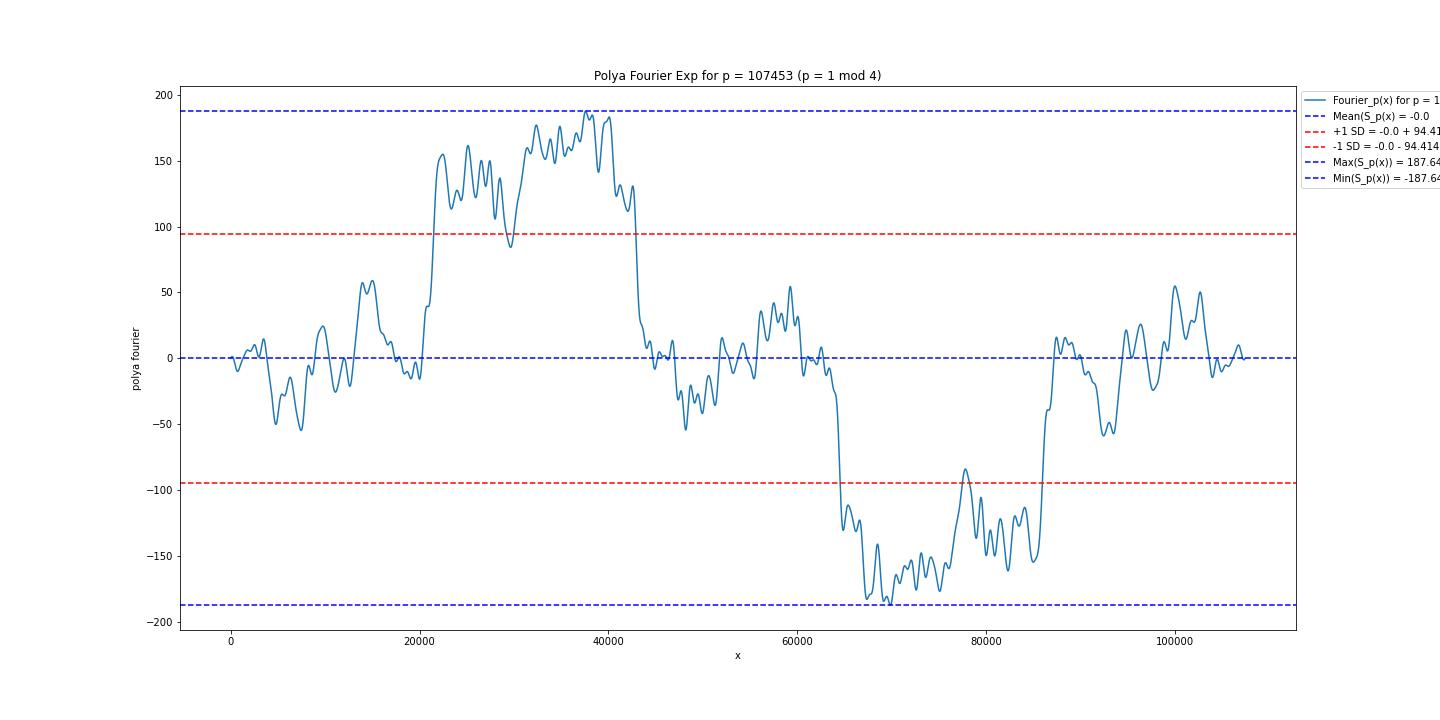 Polya Fourier Exp for p = 107453 (p = 1 mod 4)
Fourier_p(x) for p = 1
Mean(S_p(x) = -0.0
+1 SD = -0.0 + 94.41
-1 SD = -0.0 - 94.414
Max(S_p(x)) = 187.64
Min(S_p(x)) = -187.64
polya fourier
200
150
100
50
0
−50
−100
−150
−200
0 20000 40000 60000 80000 100000
x